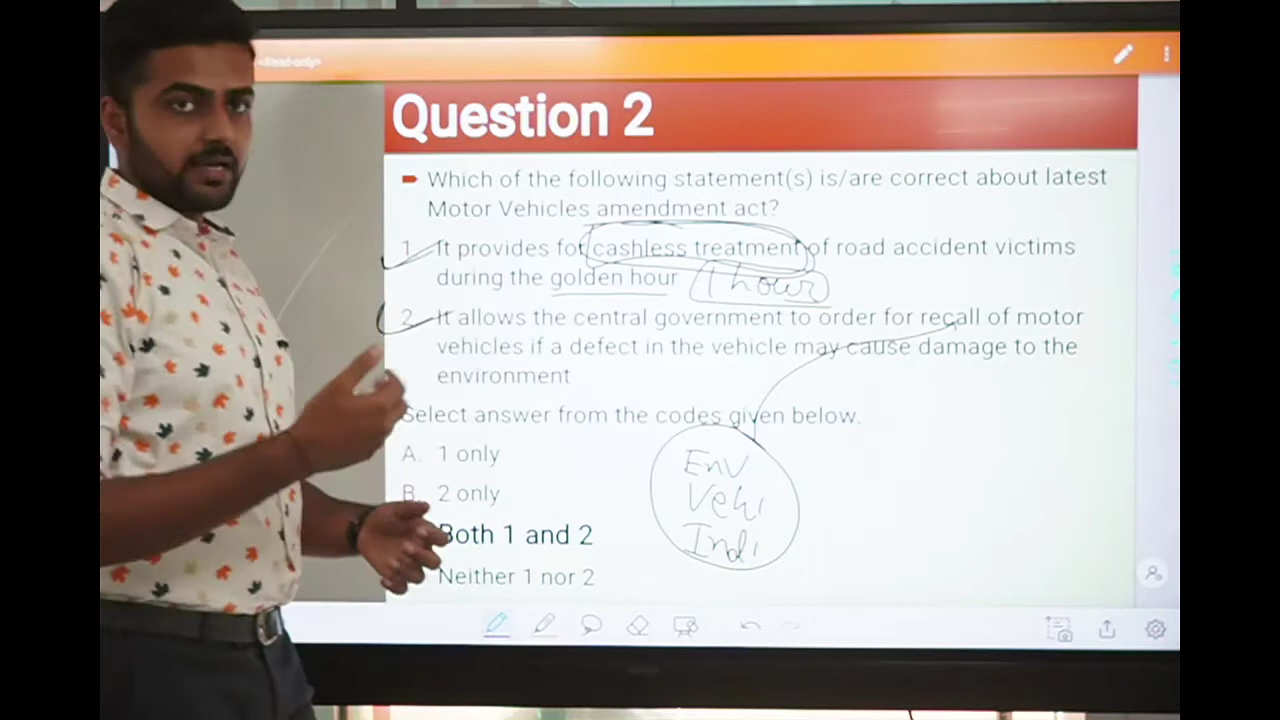 <Read-only>
Question 2
Which of the following statement(s) is/are correct about latest
Motor Vehicles amendment act?
1. It provides for cashless treatment of road accident victims
during the golden hour 1 hour
2. It allows the central government to order for recall of motor
vehicles if a defect in the vehicle may cause damage to the
environment
Select answer from the codes given below.
A. 1 only
B. 2 only
Both 1 and 2
Neither 1 nor 2
Env
Vehi
Indi